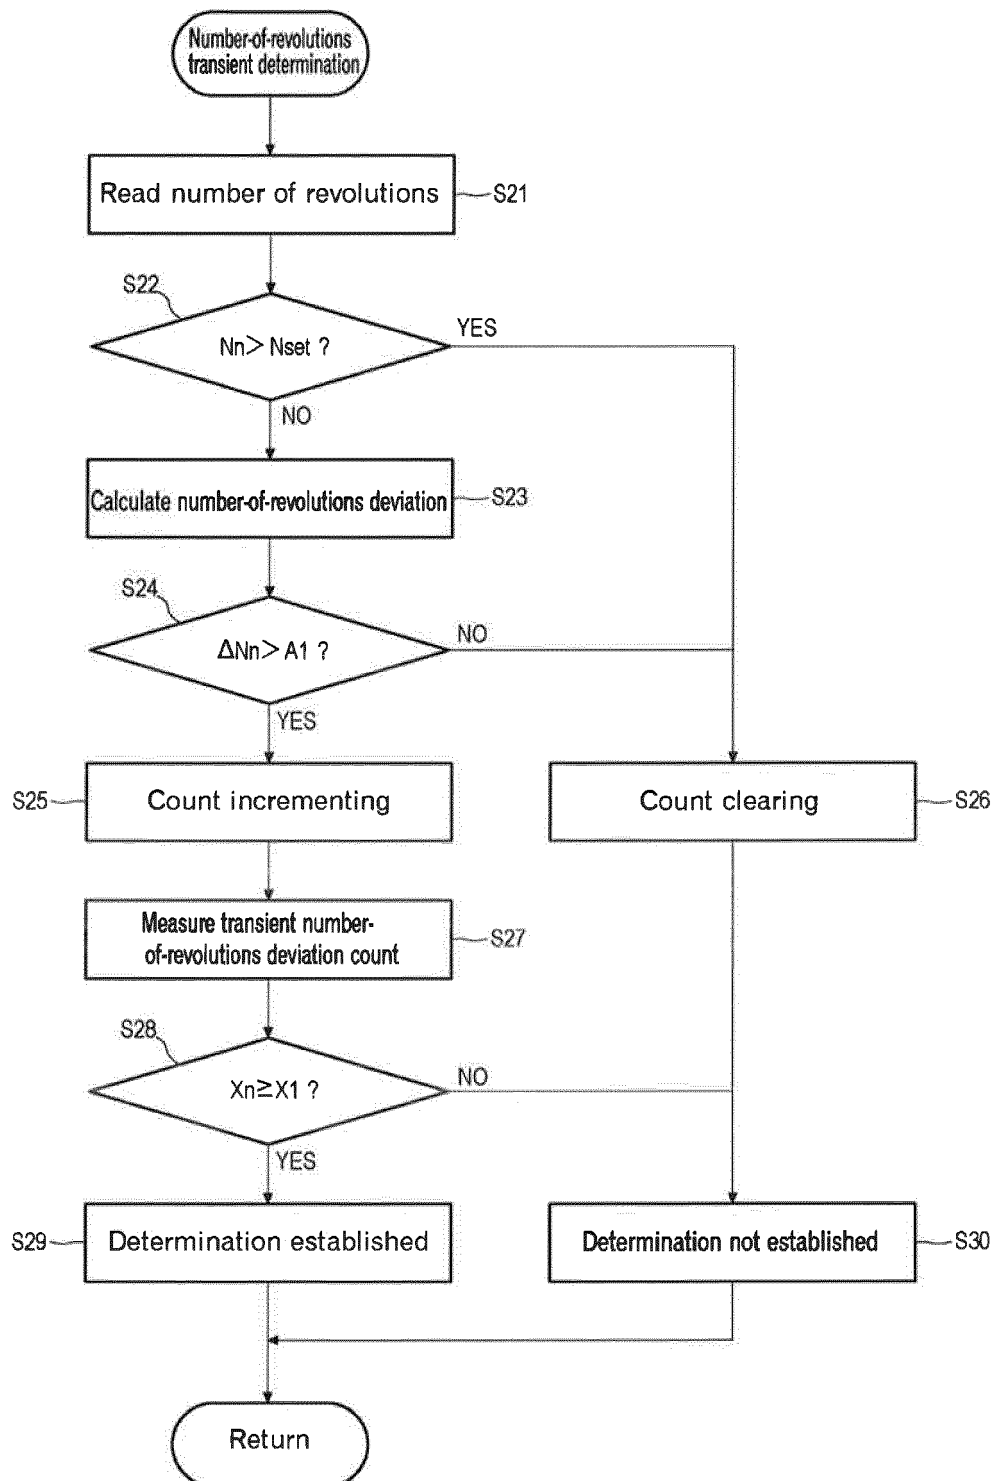 Number-of-revolutions
transient determination
Read number of revolutions
S21
S22
Nn> Nset ?
YES
NO
Calculate number-of-revolutions deviation
S23
S24
ΔNn> A1 ?
NO
YES
S25
Count incrementing
Count clearing
S26
Measure transient number-
of-revolutions deviation count
S27
S28
Xn≧X1 ?
NO
YES
S29
Determination established
Determination not established
S30
Return